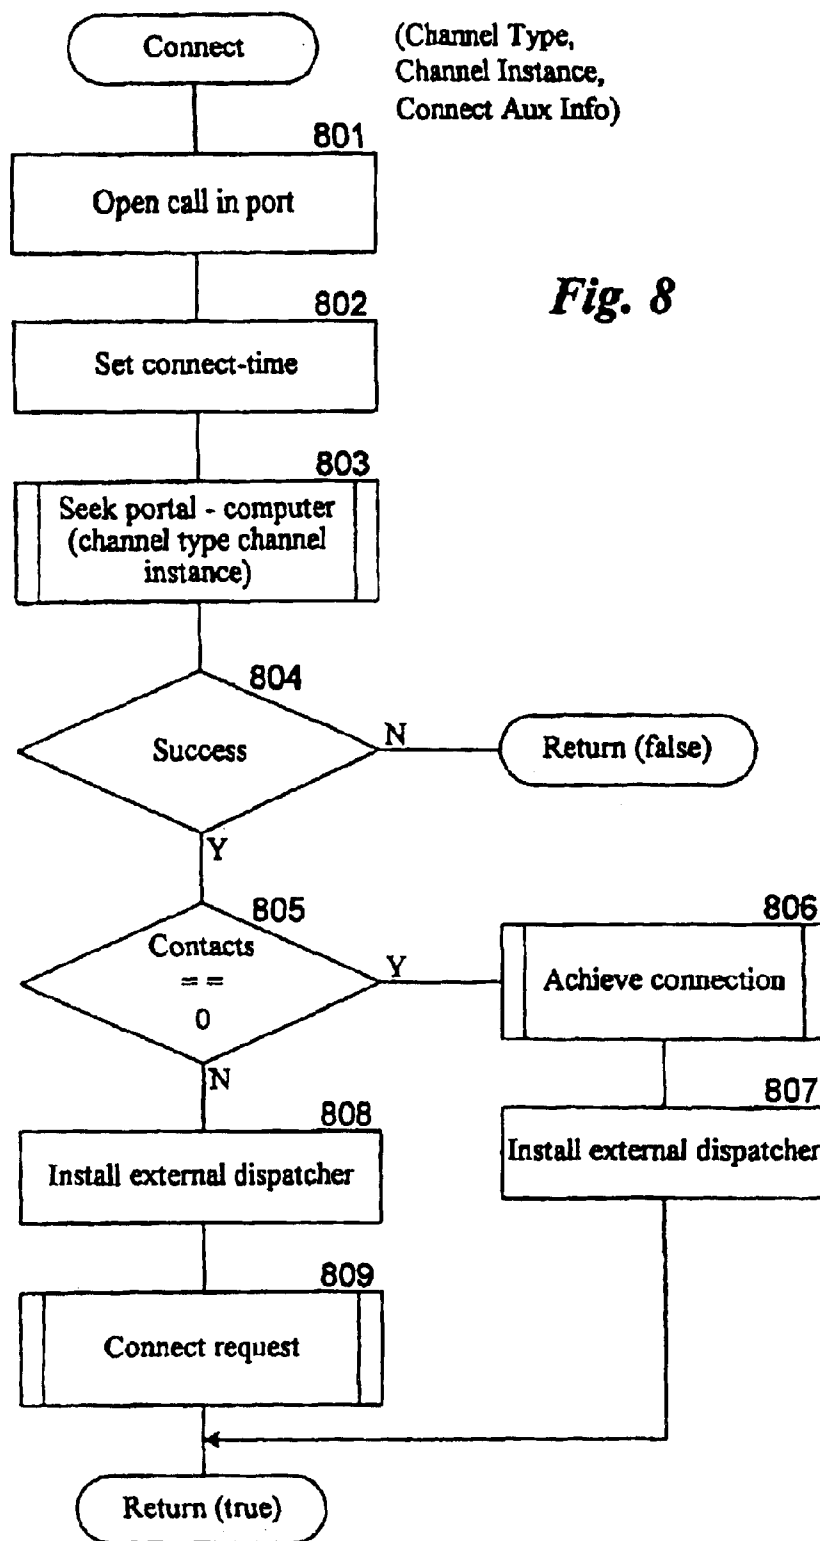 Connect
(Channel Type,
Channel Instance,
Connect Aux Info)
801
Open call in port
Fig. 8
802
Set connect-time
803
Seek portal - computer
(channel type channel
instance)
804
Success
N
Return (false)
Y
805
Contacts
= =
0
Y
806
Achieve connection
N
807
Install external dispatcher
808
Install external dispatcher
809
Connect request
Return (true)